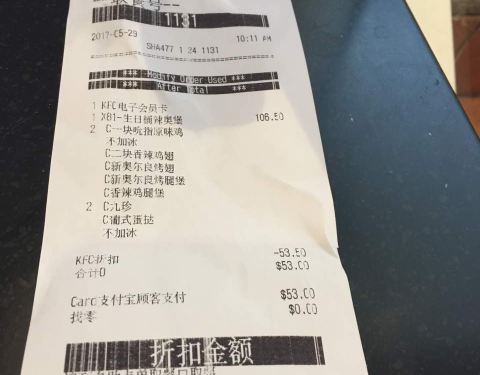 1131
2017-05-29 10:11 AM
SHA477 1 24 1131
*** Modify Order Used ***
*** After Total ***
1 KFC电子会员卡
1 X81-生日桶辣奥堡 106.50
2 C一块吮指原味鸡
不加冰
C二块香辣鸡翅
C新奥尔良烤翅
C新奥尔良烤腿堡
C香辣鸡腿堡
2 C九珍
C葡式蛋挞
不加冰
KFC折扣 -53.50
合计0 $53.00
Card支付宝顾客支付 $53.00
找零 $0.00
折扣金额